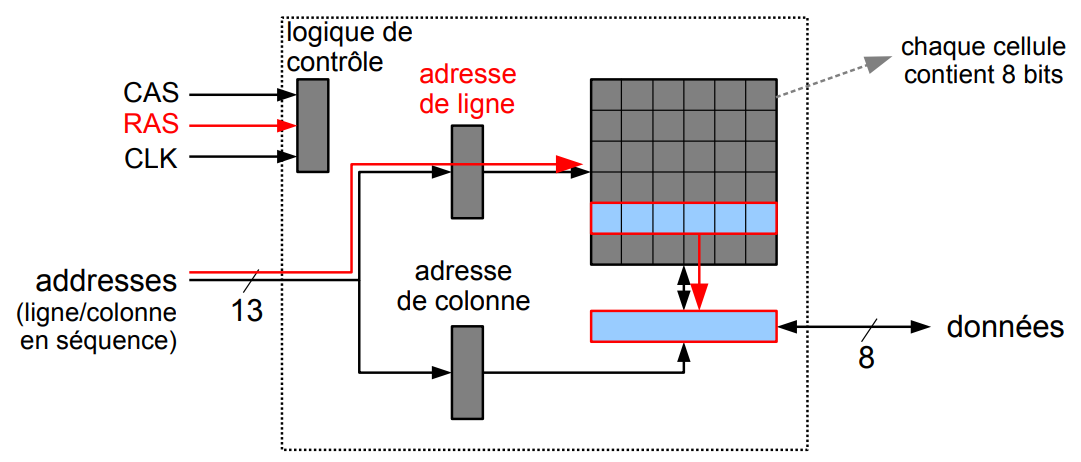 logique de
contrôle
chaque cellule
contient 8 bits
adresse
de ligne
CAS
RAS
CLK
adresse
de colonne
addresses
(ligne/colonne
en séquence)
13
données
8